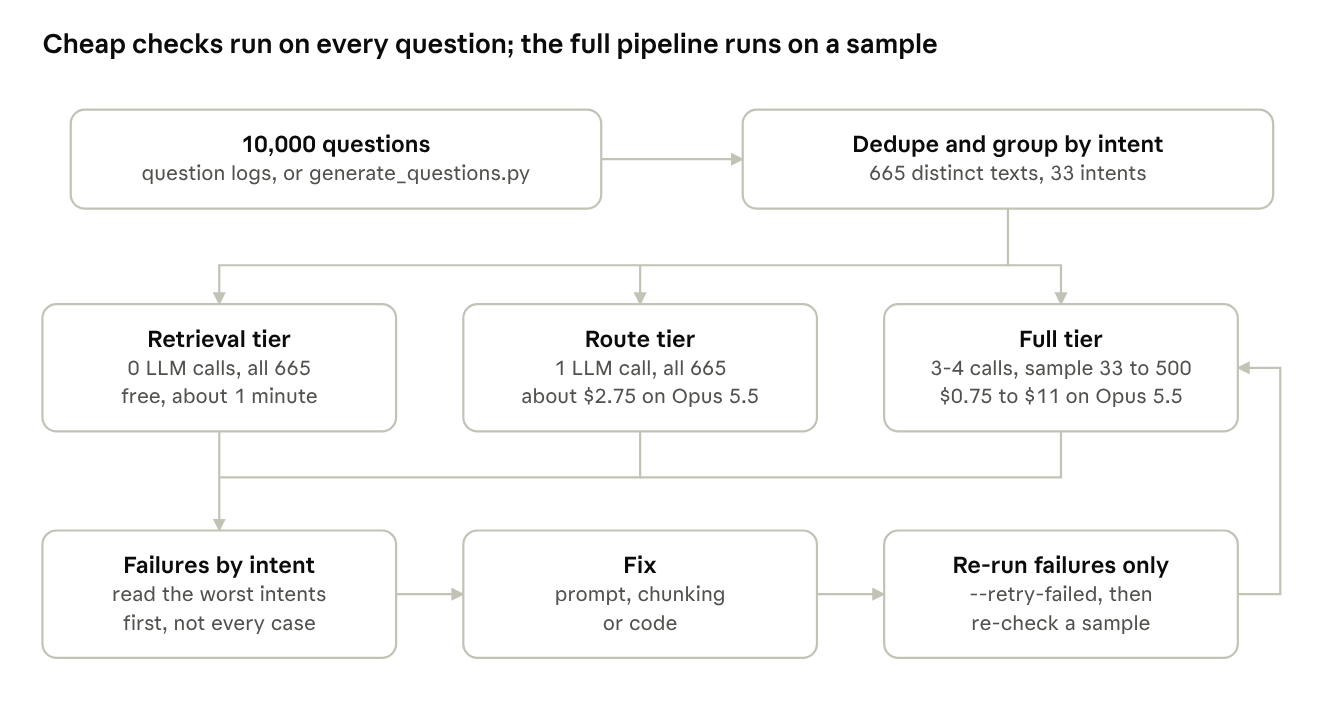 Cheap checks run on every question; the full pipeline runs on a sample
10,000 questions
question logs, or generate_questions.py
Dedupe and group by intent
665 distinct texts, 33 intents
Retrieval tier
0 LLM calls, all 665
free, about 1 minute
Route tier
1 LLM call, all 665
about $2.75 on Opus 5.5
Full tier
3-4 calls, sample 33 to 500
$0.75 to $11 on Opus 5.5
Failures by intent
read the worst intents
first, not every case
Fix
prompt, chunking
or code
Re-run failures only
--retry-failed, then
re-check a sample